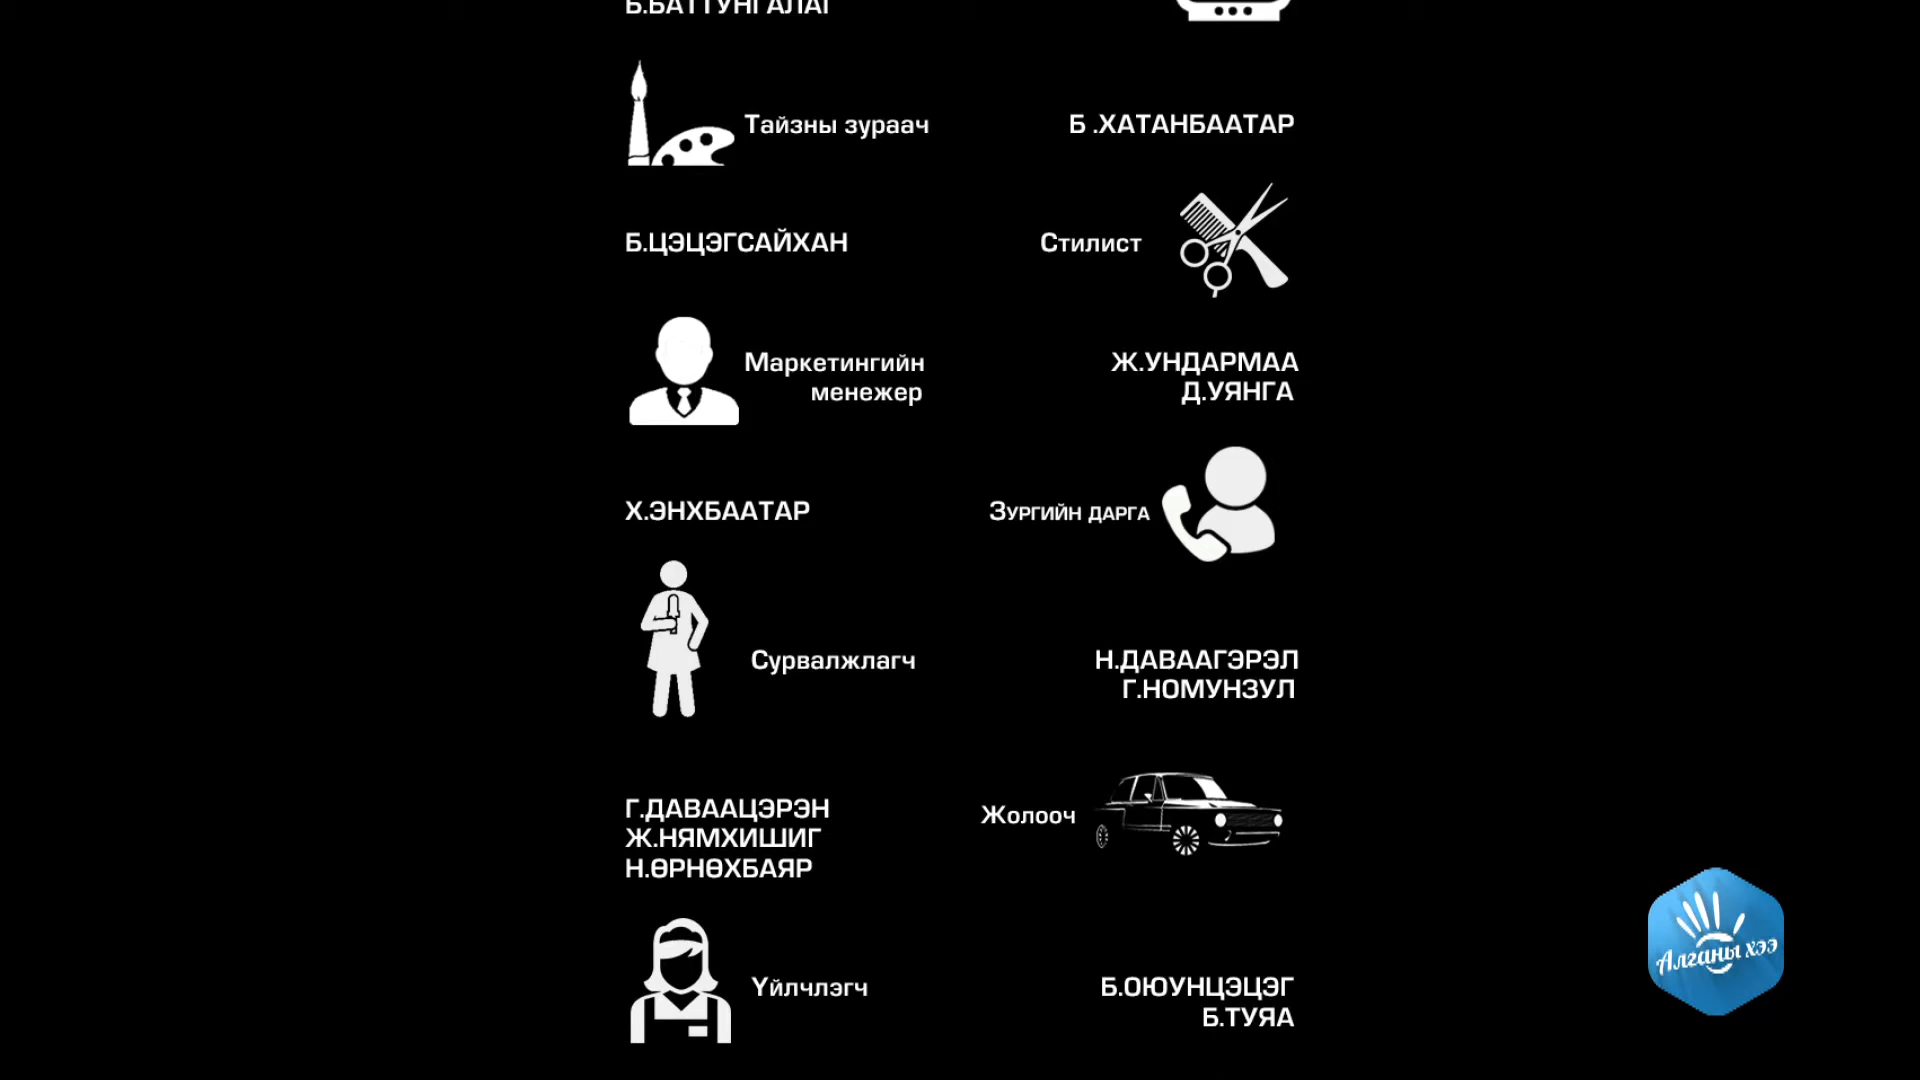 Б.БАТТУНГАЛАГ
Тайзны зураач
Б .ХАТАНБААТАР
Б.ЦЭЦЭГСАЙХАН
Стилист
Маркетингийн
менежер
Ж.УНДАРМАА
Д.УЯНГА
Х.ЭНХБААТАР
Зургийн дарга
Сурвалжлагч
Н.ДАВААГЭРЭЛ
Г.НОМУНЗУЛ
Г.ДАВААЦЭРЭН
Ж.НЯМХИШИГ
Н.ӨРНӨХБАЯР
Жолооч
Үйлчлэгч
Б.ОЮУНЦЭЦЭГ
Б.ТУЯА
Алганы хээ